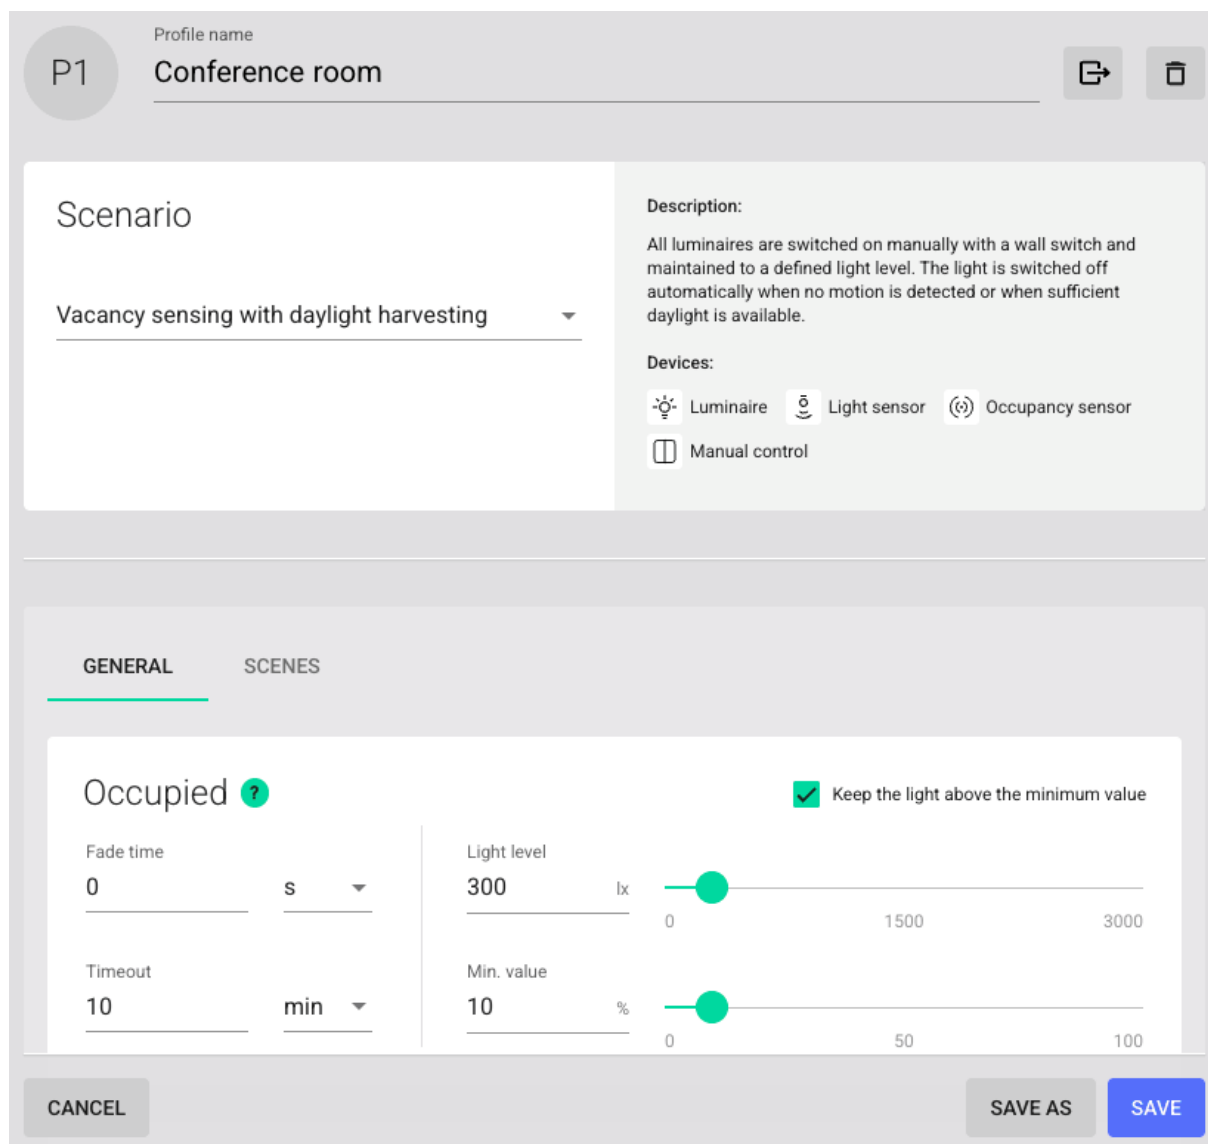 P1
Profile name
Conference room
Scenario
Vacancy sensing with daylight harvesting
Description:
All luminaires are switched on manually with a wall switch and
maintained to a defined light level. The light is switched off
automatically when no motion is detected or when sufficient
daylight is available.
Devices:
Luminaire Light sensor Occupancy sensor
Manual control
GENERAL SCENES
Occupied ? Keep the light above the minimum value
Fade time Light level
0 s 300 lx
0 1500 3000
Timeout Min. value
10 min 10 %
0 50 100
CANCEL SAVE AS SAVE